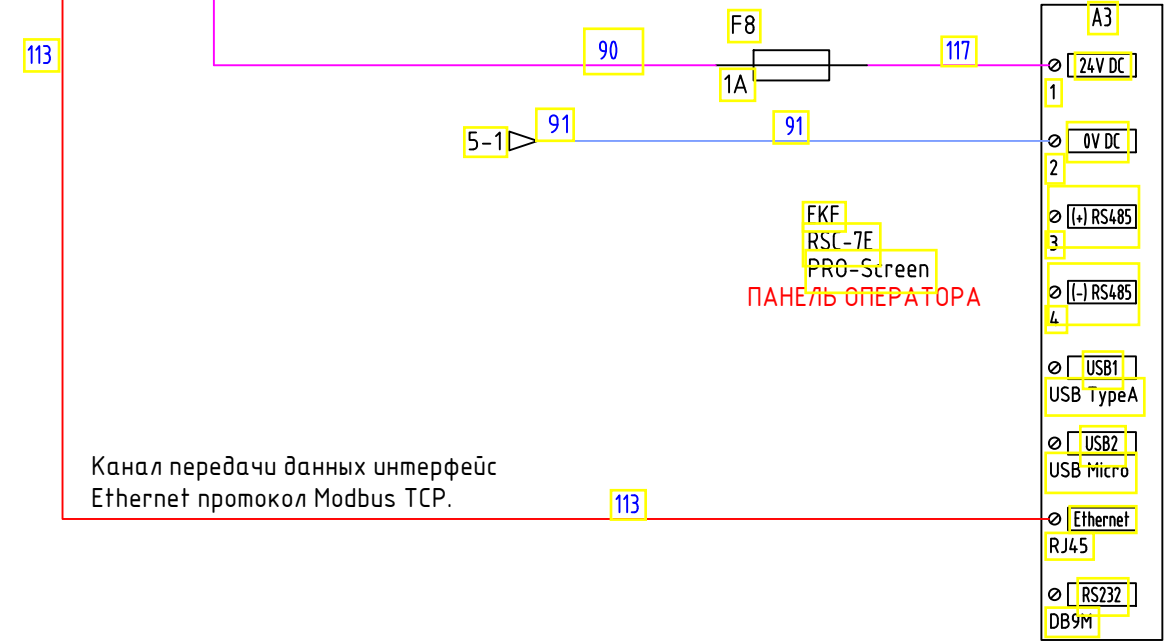 A3
F8
113
90
117
24V DC
1A
1
5-1
91
91
0V DC
2
FKF
(+) RS485
RSC-7E
3
PRO-Screen
ПАНЕЛЬ ОПЕРАТОРА
(-) RS485
4
USB1
USB TypeA
USB2
Канал передачи данных интерфейс
USB Micro
Ethernet протокол Modbus TCP.
113
Ethernet
RJ45
RS232
DB9M